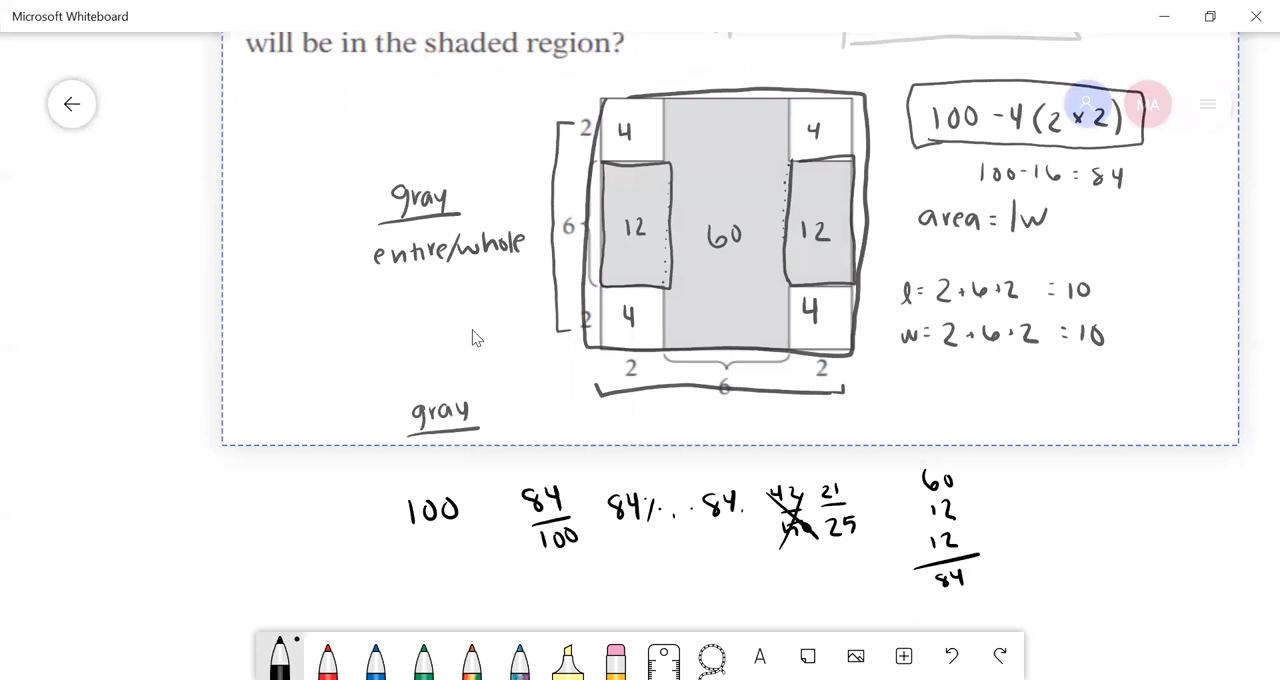 Microsoft Whiteboard
will be in the shaded region?
MA
100 - 4 ( 2 × 2 )
100 - 16 = 84
area = lw
l = 2 + 6 + 2 = 10
w = 2 + 6 + 2 = 10
gray
entire/whole
2
6
2
4
4
12
60
12
4
4
2
6
2
gray
100
84
100
84% . . . 84.
21
25
60
12
12
84
A